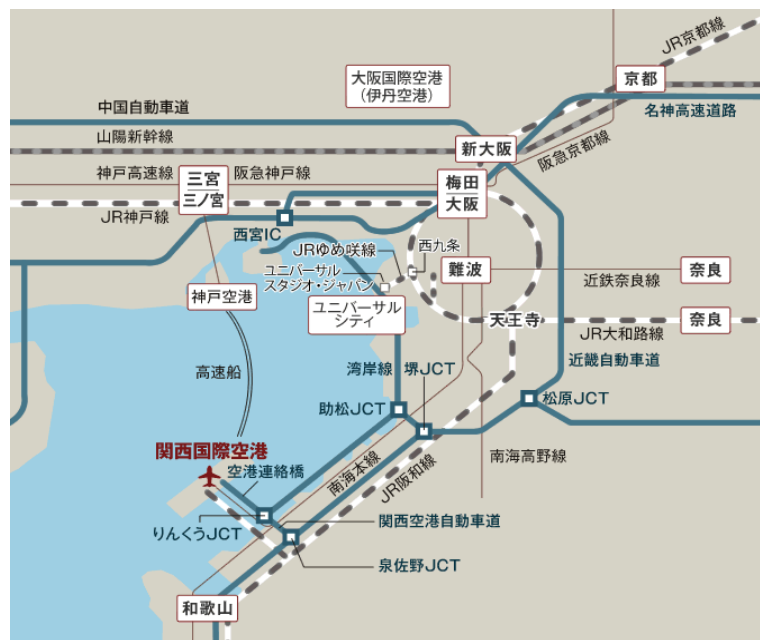 JR京都線
大阪国際空港
（伊丹空港）
京都
中国自動車道
名神高速道路
山陽新幹線
新大阪
阪急京都線
神戸高速線
三宮
三ノ宮
阪急神戸線
梅田
大阪
JR神戸線
西宮IC
JRゆめ咲線
西九条
ユニバーサル
スタジオ・ジャパン
難波
近鉄奈良線
奈良
神戸空港
ユニバーサル
シティ
天王寺
奈良
JR大和路線
高速船
湾岸線
堺JCT
近畿自動車道
助松JCT
松原JCT
関西国際空港
空港連絡橋
南海本線
JR阪和線
南海高野線
りんくうJCT
関西空港自動車道
泉佐野JCT
和歌山